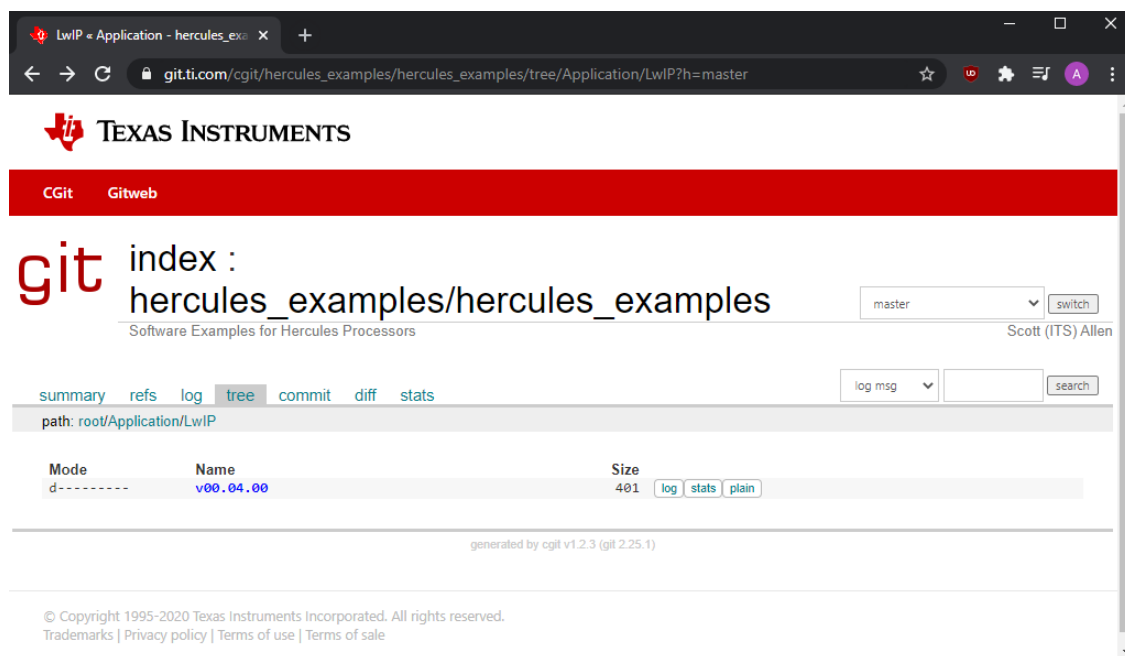 LwIP « Application - hercules_exa
git.ti.com/cgit/hercules_examples/hercules_examples/tree/Application/LwIP?h=master
UD
A
TEXAS INSTRUMENTS
CGit Gitweb
git
index :
hercules_examples/hercules_examples
master switch
Software Examples for Hercules Processors Scott (ITS) Allen
summary refs log tree commit diff stats log msg search
path: root/Application/LwIP
Mode Name Size
d--------- v00.04.00 401 log stats plain
generated by cgit v1.2.3 (git 2.25.1)
© Copyright 1995-2020 Texas Instruments Incorporated. All rights reserved.
Trademarks | Privacy policy | Terms of use | Terms of sale